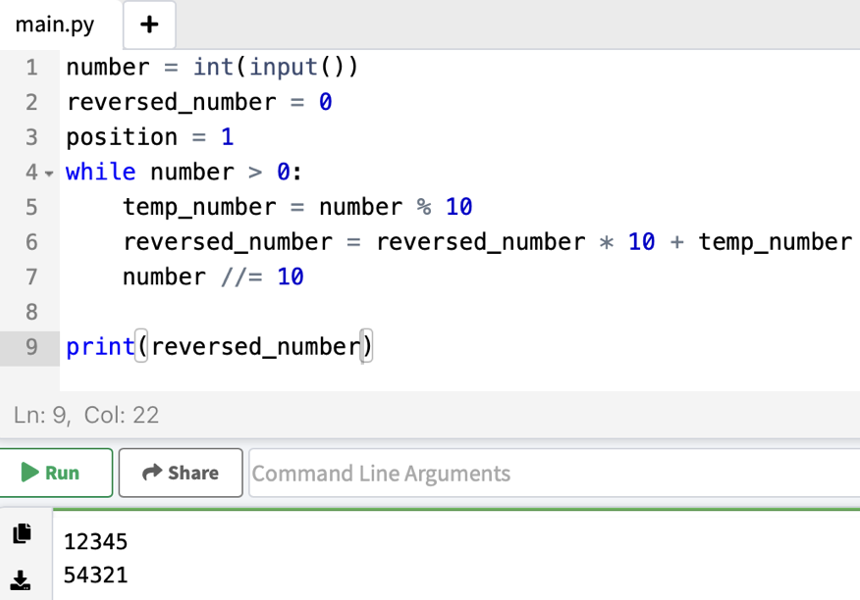 main.py +
1 number = int(input())
2 reversed_number = 0
3 position = 1
4 while number > 0:
5     temp_number = number % 10
6     reversed_number = reversed_number * 10 + temp_number
7     number //= 10
8
9 print(reversed_number)
Ln: 9, Col: 22
Run Share Command Line Arguments
12345
54321